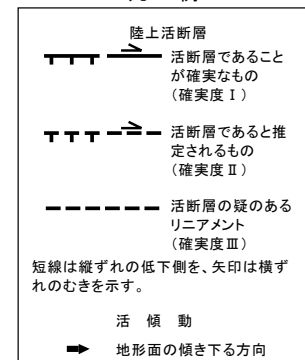 陸上活断層
活断層であること
が確実なもの
（確実度Ⅰ）
活断層であると推
定されるもの
（確実度Ⅱ）
活断層の疑のある
リニアメント
（確実度Ⅲ）
短線は縦ずれの低下側を、矢印は横ず
れのむきを示す。
活 傾 動
地形面の傾き下る方向